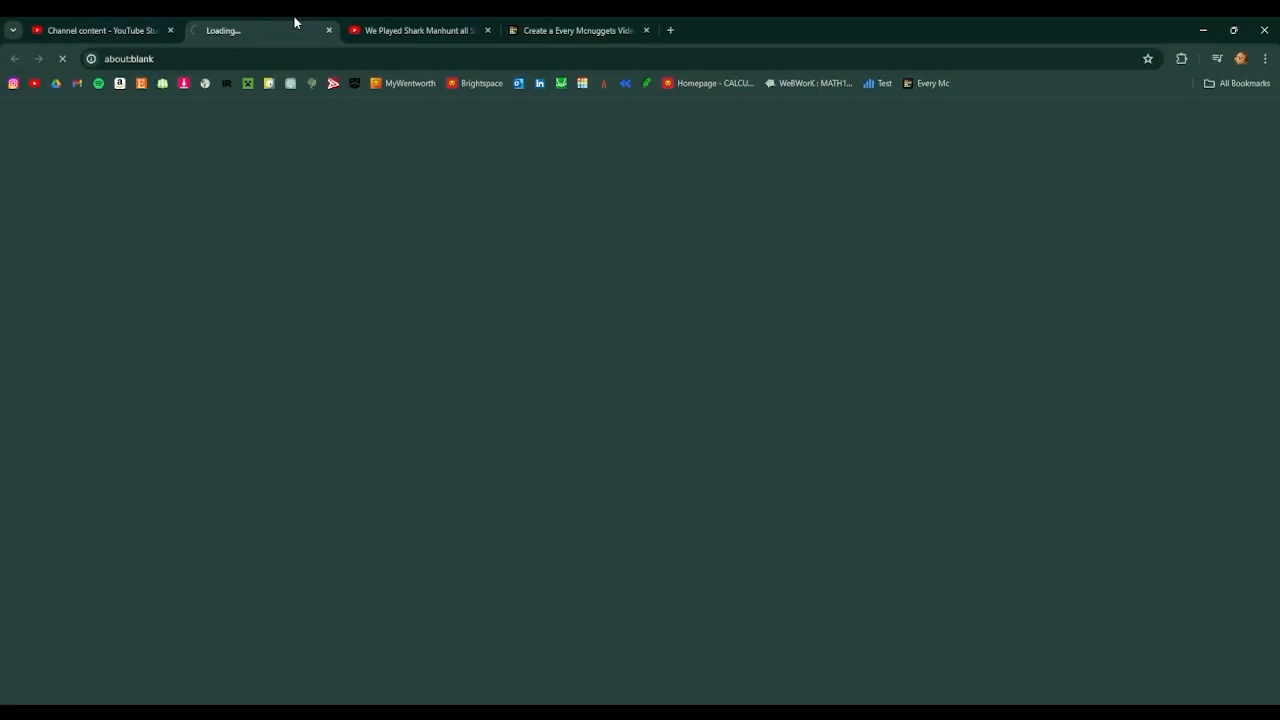 Channel content - YouTube Stu
Loading...
We Played Shark Manhunt all S
Create a Every Mcnuggets Vide
about:blank
IR
MyWentworth
Brightspace
Homepage - CALCU...
WeBWorK : MATH1...
Test
Every Mc
All Bookmarks